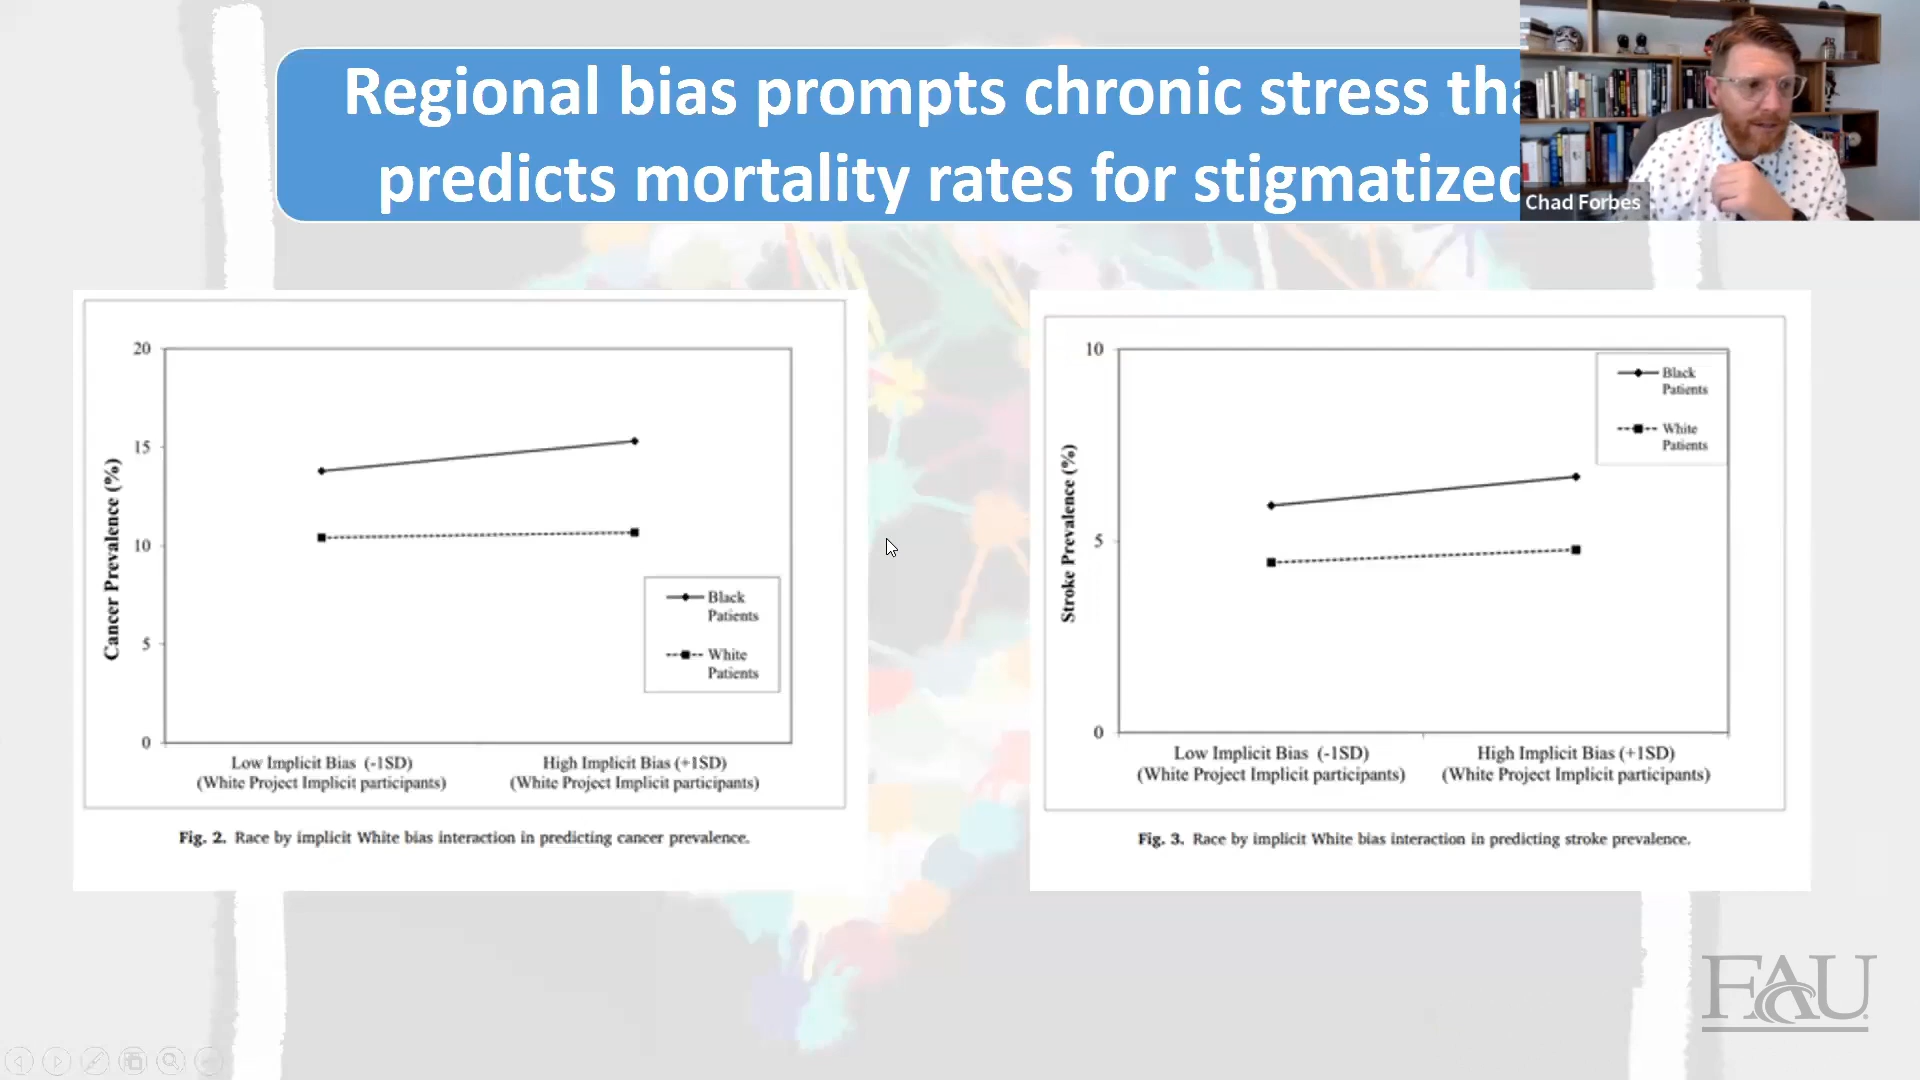 Regional bias prompts chronic stress tha
predicts mortality rates for stigmatized
Chad Forbes
20
15
10
5
0
Cancer Prevalence (%)
Black
Patients
White
Patients
Low Implicit Bias (-1SD)
(White Project Implicit participants)
High Implicit Bias (+1SD)
(White Project Implicit participants)
Fig. 2. Race by implicit White bias interaction in predicting cancer prevalence.
10
5
0
Stroke Prevalence (%)
Black
Patients
White
Patients
Low Implicit Bias (-1SD)
(White Project Implicit participants)
High Implicit Bias (+1SD)
(White Project Implicit participants)
Fig. 3. Race by implicit White bias interaction in predicting stroke prevalence.
FAU